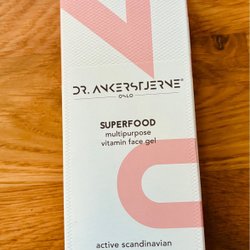 DR. ANKERSTJERNE®
OSLO
SUPERFOOD
multipurpose
vitamin face gel
active scandinavian